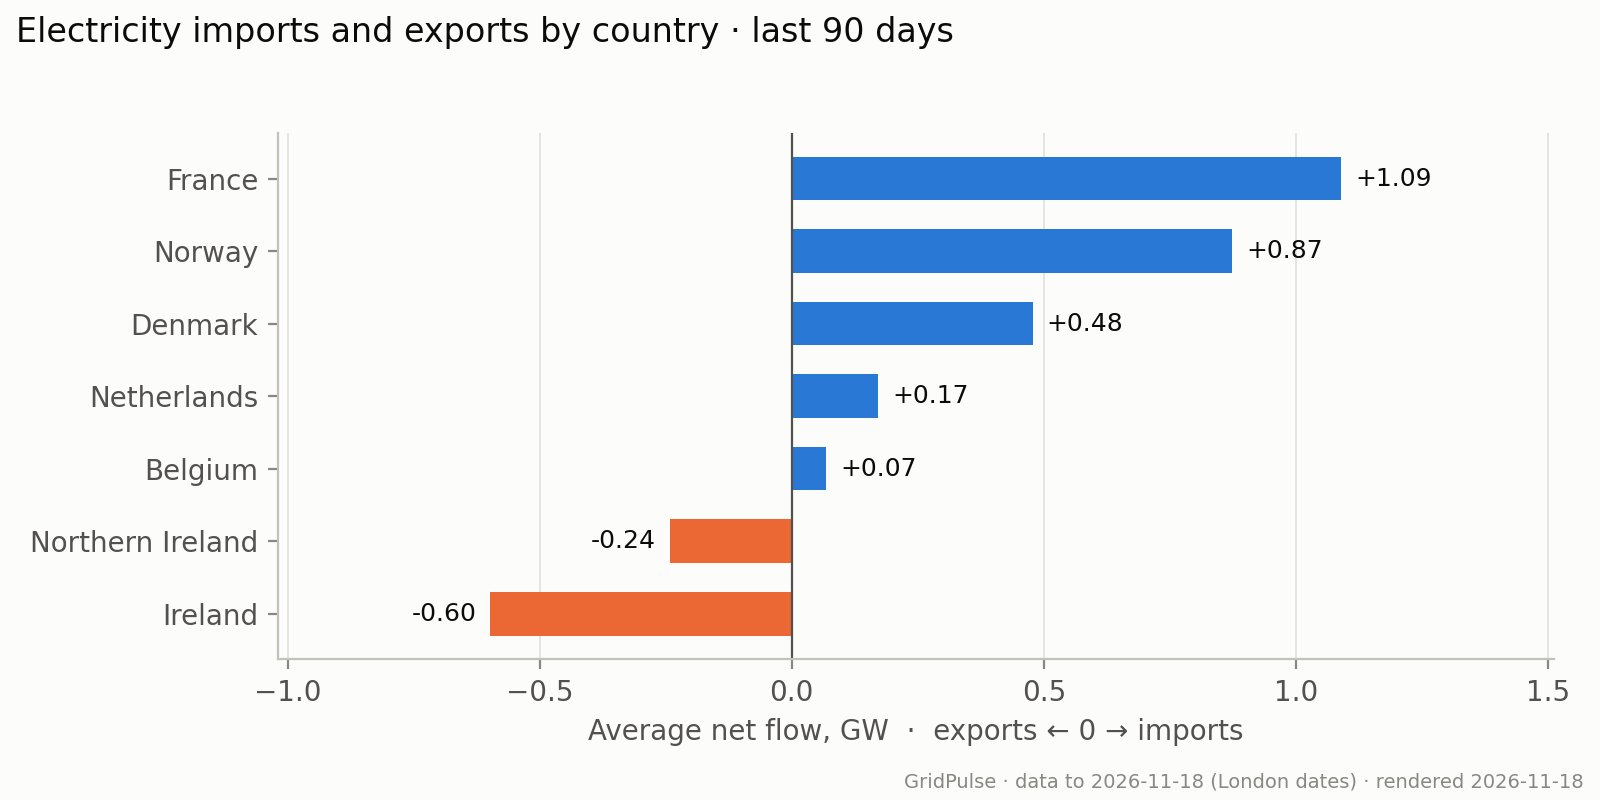 Electricity imports and exports by country · last 90 days
France
+1.09
Norway
+0.87
Denmark
+0.48
Netherlands
+0.17
Belgium
+0.07
Northern Ireland
-0.24
Ireland
-0.60
−1.0 −0.5 0.0 0.5 1.0 1.5
Average net flow, GW · exports ← 0 → imports
GridPulse · data to 2026-11-18 (London dates) · rendered 2026-11-18